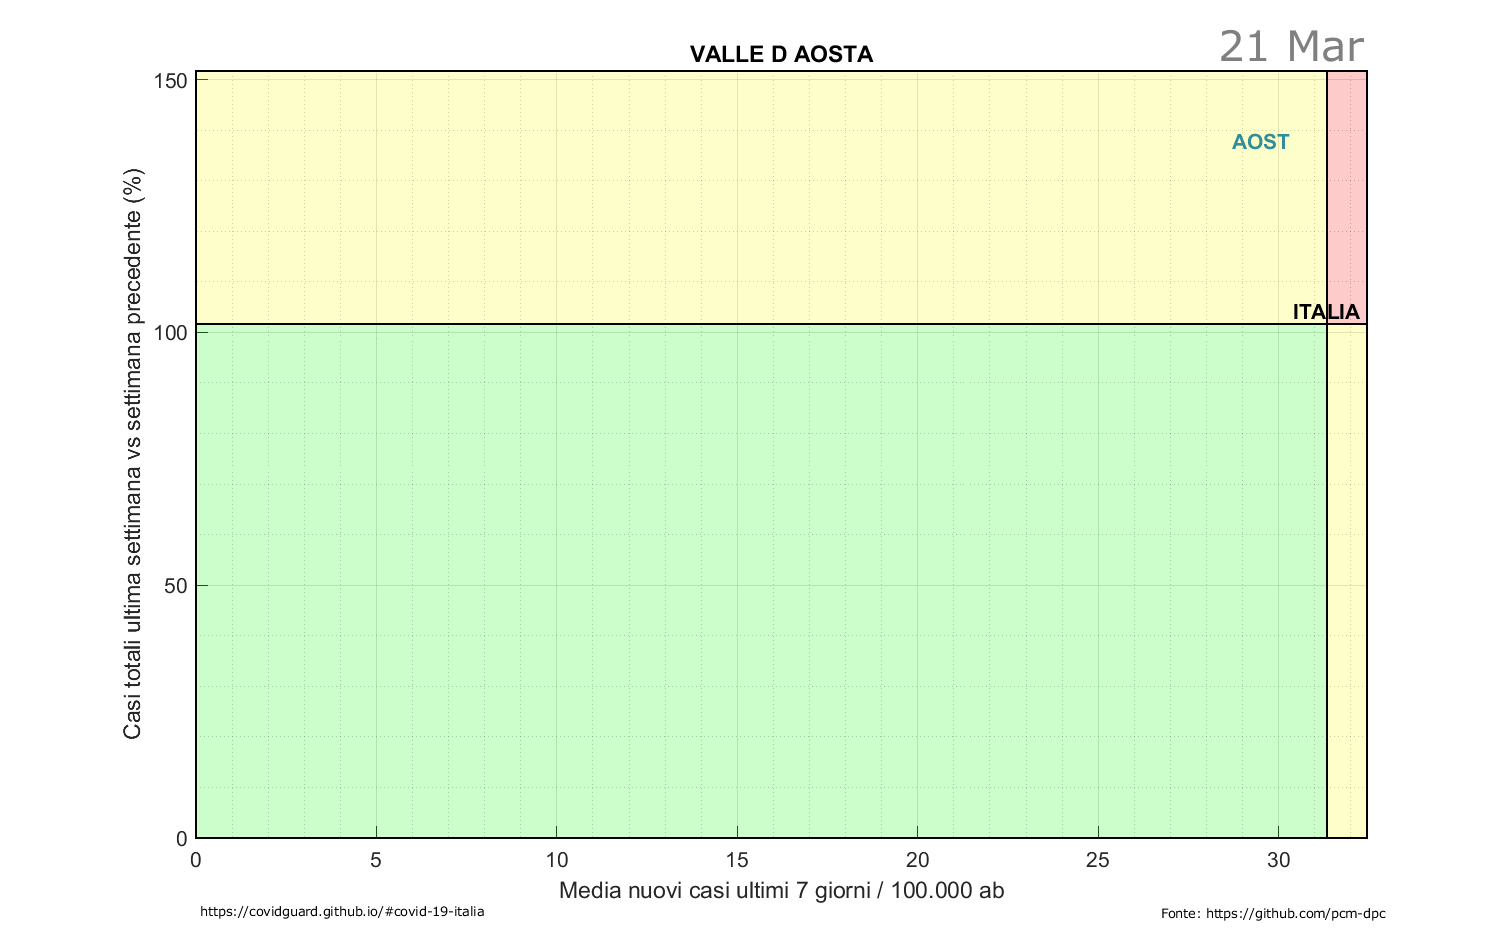 21 Mar
VALLE D AOSTA
150
AOST
ITALIA
100
50
0
Casi totali ultima settimana vs settimana precedente (%)
0 5 10 15 20 25 30
Media nuovi casi ultimi 7 giorni / 100.000 ab
https://covidguard.github.io/#covid-19-italia
Fonte: https://github.com/pcm-dpc